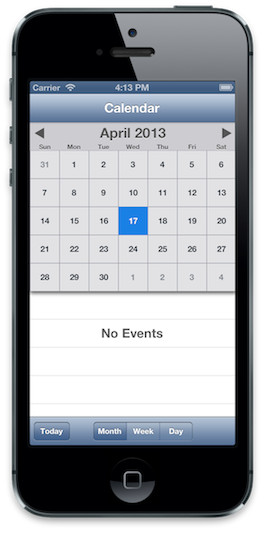 Carrier 4:13 PM
Calendar
April 2013
Sun Mon Tue Wed Thu Fri Sat
31 1 2 3 4 5 6
7 8 9 10 11 12 13
14 15 16 17 18 19 20
21 22 23 24 25 26 27
28 29 30 1 2 3 4
No Events
Today Month Week Day